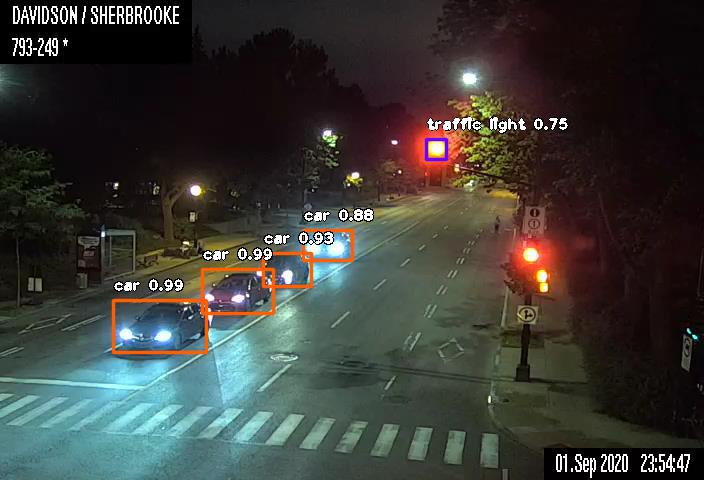 DAVIDSON / SHERBROOKE
793-249 *
traffic light 0.75
car 0.88
car 0.93
car 0.99
car 0.99
01.Sep 2020 23:54:47